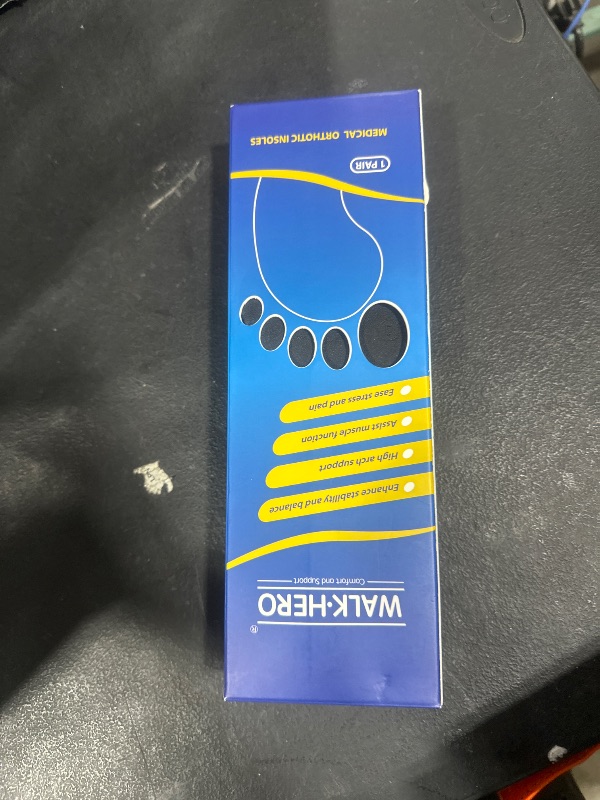 WALK·HERO®
Comfort and Support
Enhance stability and balance
High arch support
Assist muscle function
Ease stress and pain
1 PAIR
MEDICAL ORTHOTIC INSOLES